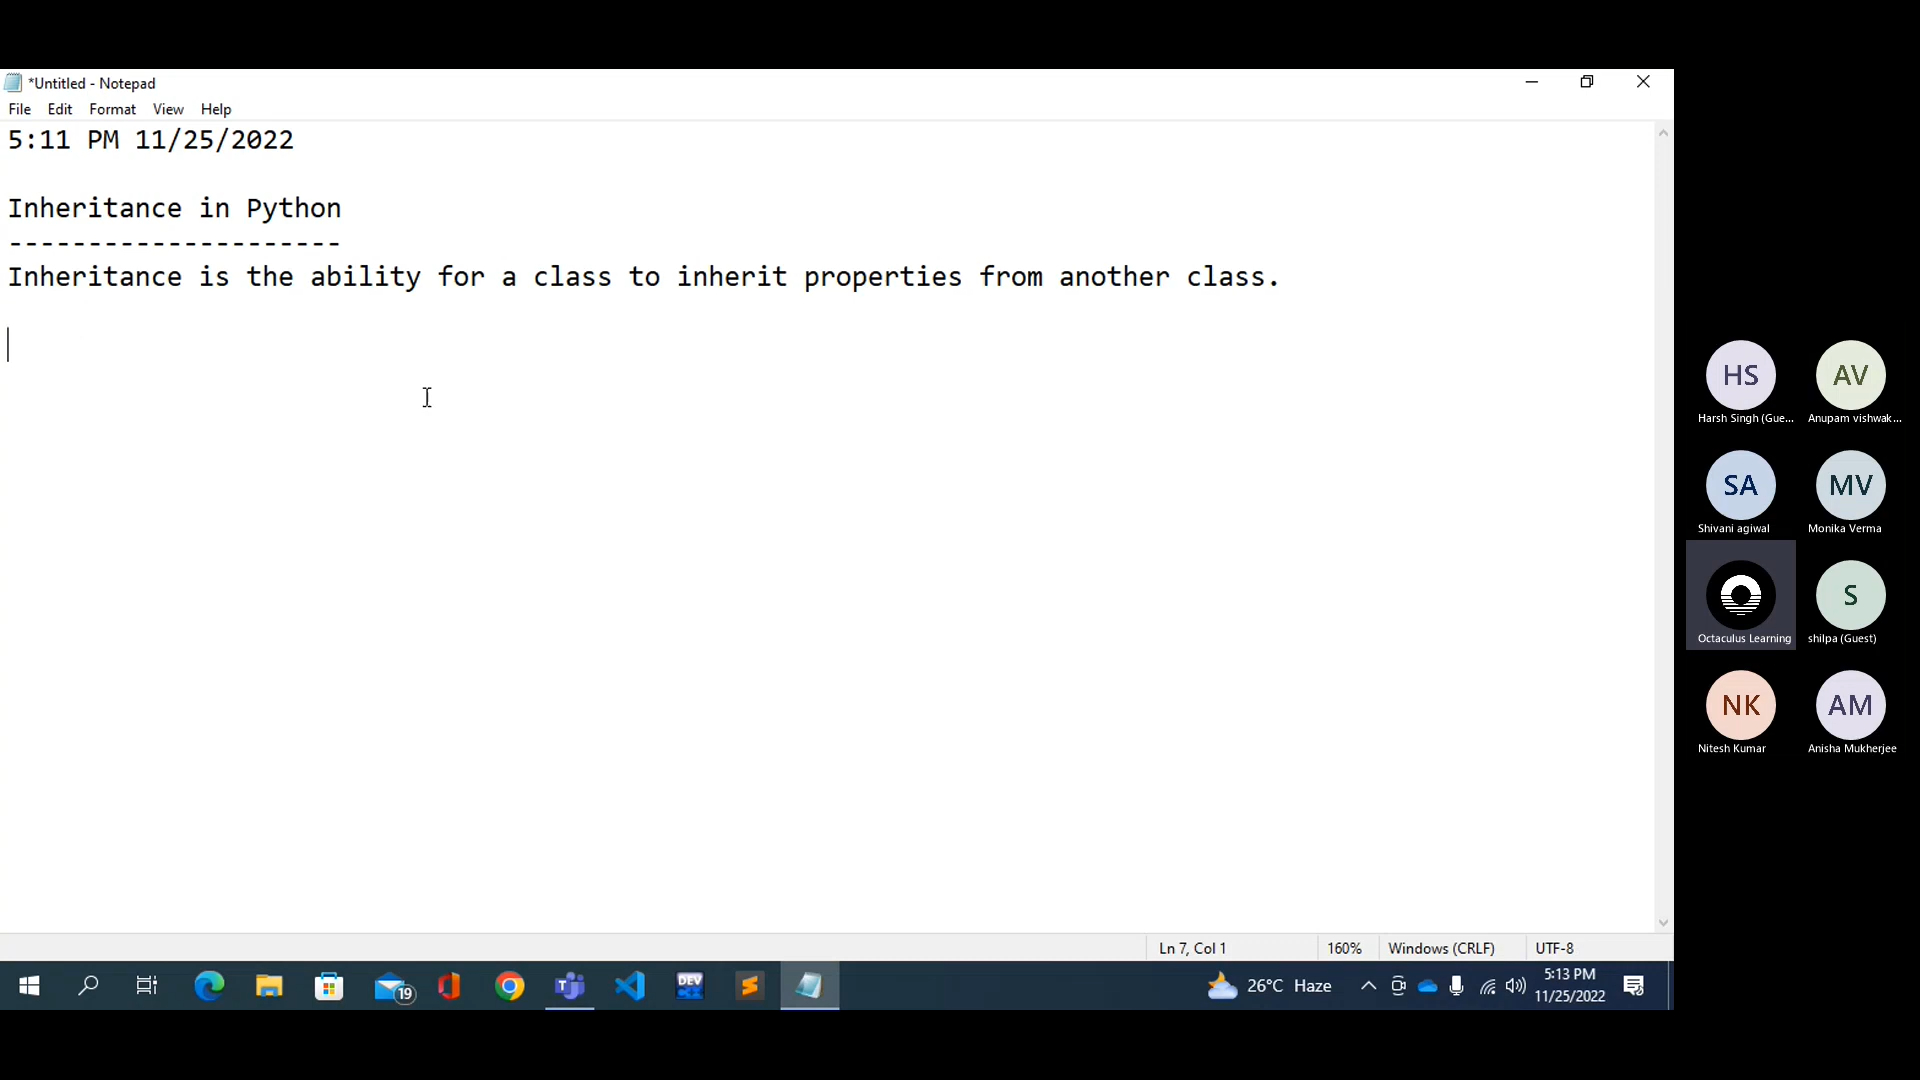 *Untitled - Notepad
File Edit Format View Help
5:11 PM 11/25/2022
Inheritance in Python
---------------------
Inheritance is the ability for a class to inherit properties from another class.
HS AV
Harsh Singh (Gue... Anupam vishwak...
SA MV
Shivani agiwal Monika Verma
S
Octaculus Learning shilpa (Guest)
NK AM
Nitesh Kumar Anisha Mukherjee
Ln 7, Col 1 160% Windows (CRLF) UTF-8
19 DEV 26°C Haze 5:13 PM
11/25/2022